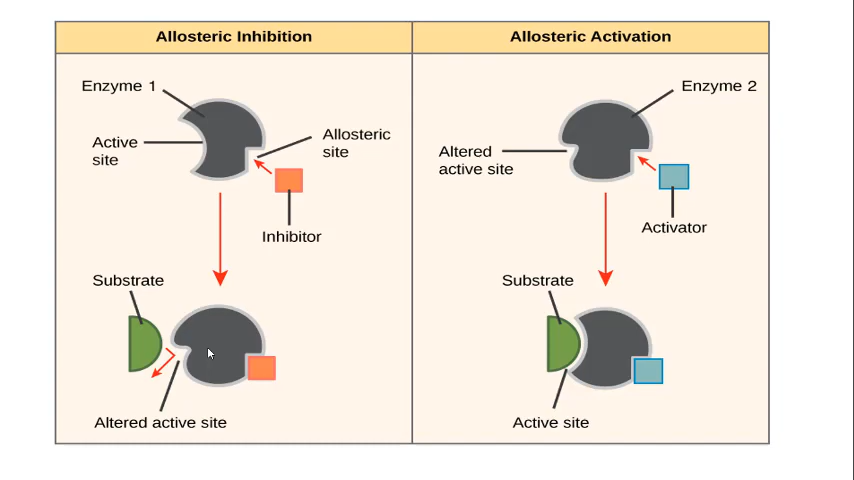 Allosteric Inhibition
Allosteric Activation
Enzyme 1
Active
site
Allosteric
site
Inhibitor
Substrate
Altered active site
Enzyme 2
Altered
active site
Activator
Substrate
Active site